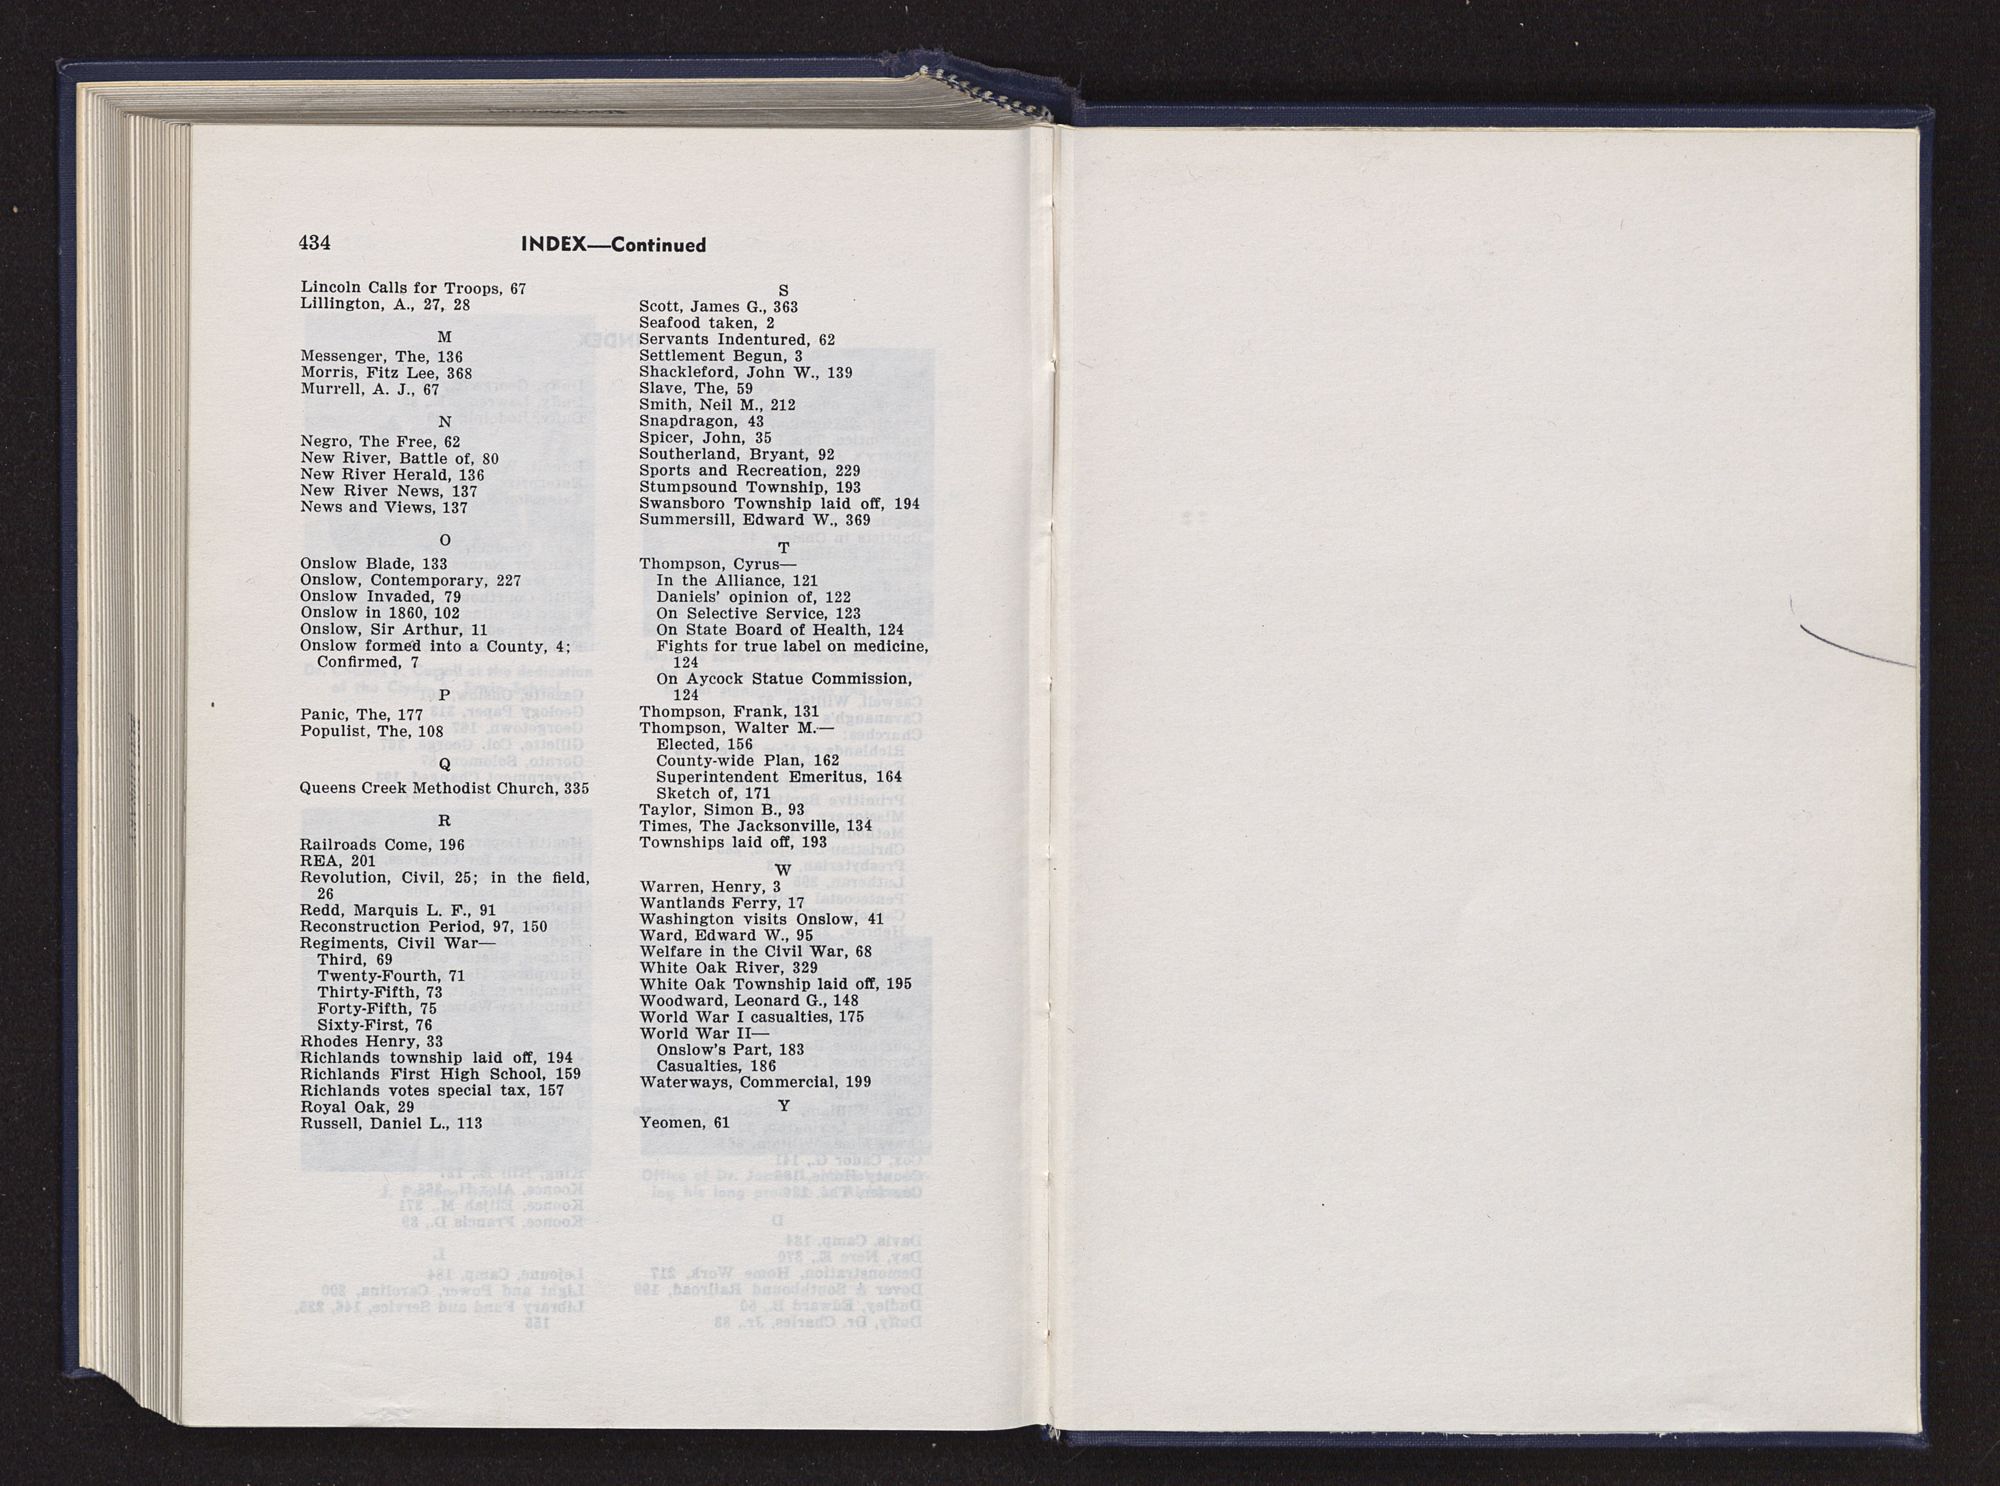 434
INDEX—Continued
Lincoln Calls for Troops, 67
Lillington, A., 27, 28
M
Messenger, The, 136
Morris, Fitz Lee, 368
Murrell, A. J., 67
N
Negro, The Free, 62
New River, Battle of, 80
New River Herald, 136
New River News, 137
News and Views, 137
O
Onslow Blade, 133
Onslow, Contemporary, 227
Onslow Invaded, 79
Onslow in 1860, 102
Onslow, Sir Arthur, 11
Onslow formed into a County, 4;
Confirmed, 7
P
Panic, The, 177
Populist, The, 108
Q
Queens Creek Methodist Church, 335
R
Railroads Come, 196
REA, 201
Revolution, Civil, 25; in the field,
26
Redd, Marquis L. F., 91
Reconstruction Period, 97, 150
Regiments, Civil War—
Third, 69
Twenty-Fourth, 71
Thirty-Fifth, 73
Forty-Fifth, 75
Sixty-First, 76
Rhodes Henry, 33
Richlands township laid off, 194
Richlands First High School, 159
Richlands votes special tax, 157
Royal Oak, 29
Russell, Daniel L., 113
S
Scott, James G., 363
Seafood taken, 2
Servants Indentured, 62
Settlement Begun, 3
Shackleford, John W., 139
Slave, The, 59
Smith, Neil M., 212
Snapdragon, 43
Spicer, John, 35
Southerland, Bryant, 92
Sports and Recreation, 229
Stumpsound Township, 193
Swansboro Township laid off, 194
Summersill, Edward W., 369
T
Thompson, Cyrus—
In the Alliance, 121
Daniels' opinion of, 122
On Selective Service, 123
On State Board of Health, 124
Fights for true label on medicine,
124
On Aycock Statue Commission,
124
Thompson, Frank, 131
Thompson, Walter M.—
Elected, 156
County-wide Plan, 162
Superintendent Emeritus, 164
Sketch of, 171
Taylor, Simon B., 93
Times, The Jacksonville, 134
Townships laid off, 193
W
Warren, Henry, 3
Wantlands Ferry, 17
Washington visits Onslow, 41
Ward, Edward W., 95
Welfare in the Civil War, 68
White Oak River, 329
White Oak Township laid off, 195
Woodward, Leonard G., 148
World War I casualties, 175
World War II—
Onslow's Part, 183
Casualties, 186
Waterways, Commercial, 199
Y
Yeomen, 61